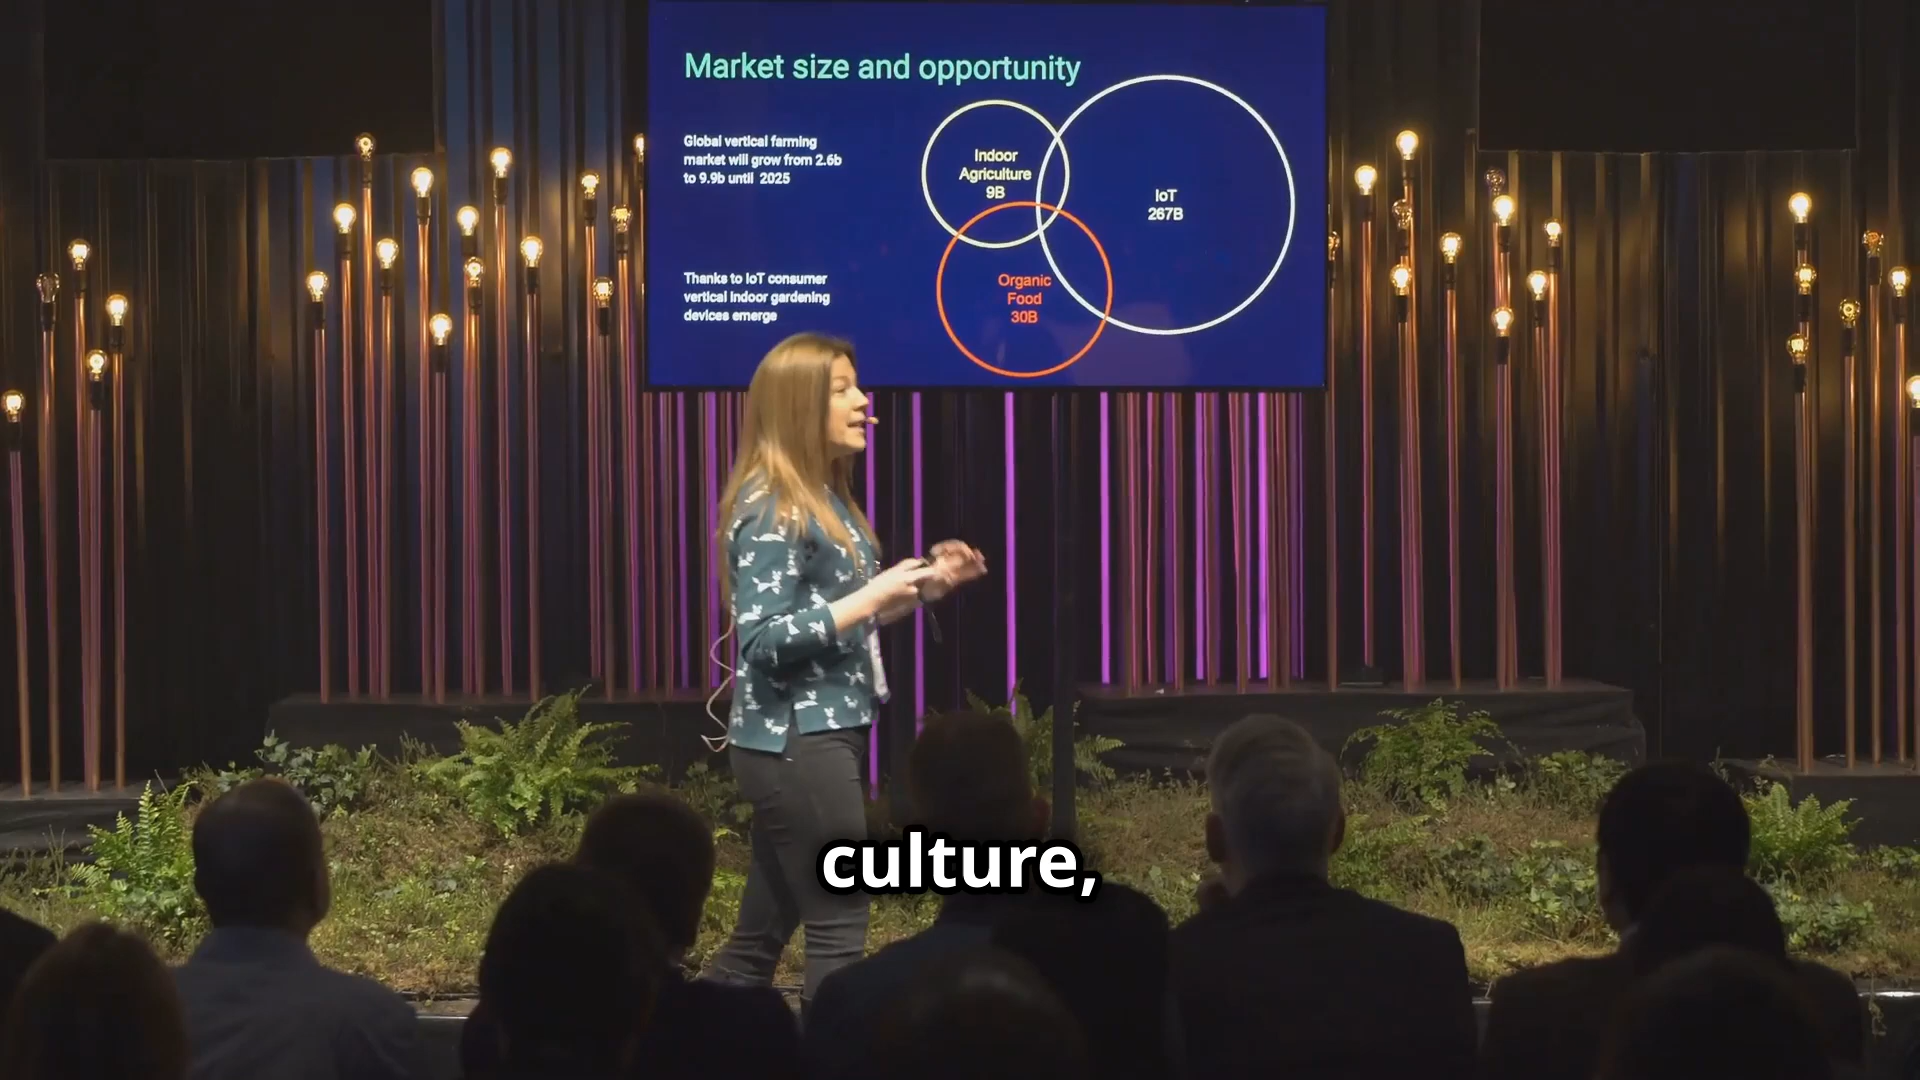 Market size and opportunity
Global vertical farming
market will grow from 2.6b
to 9.9b until 2025
Thanks to IoT consumer
vertical indoor gardening
devices emerge
Indoor
Agriculture
9B
IoT
267B
Organic
Food
30B
culture,